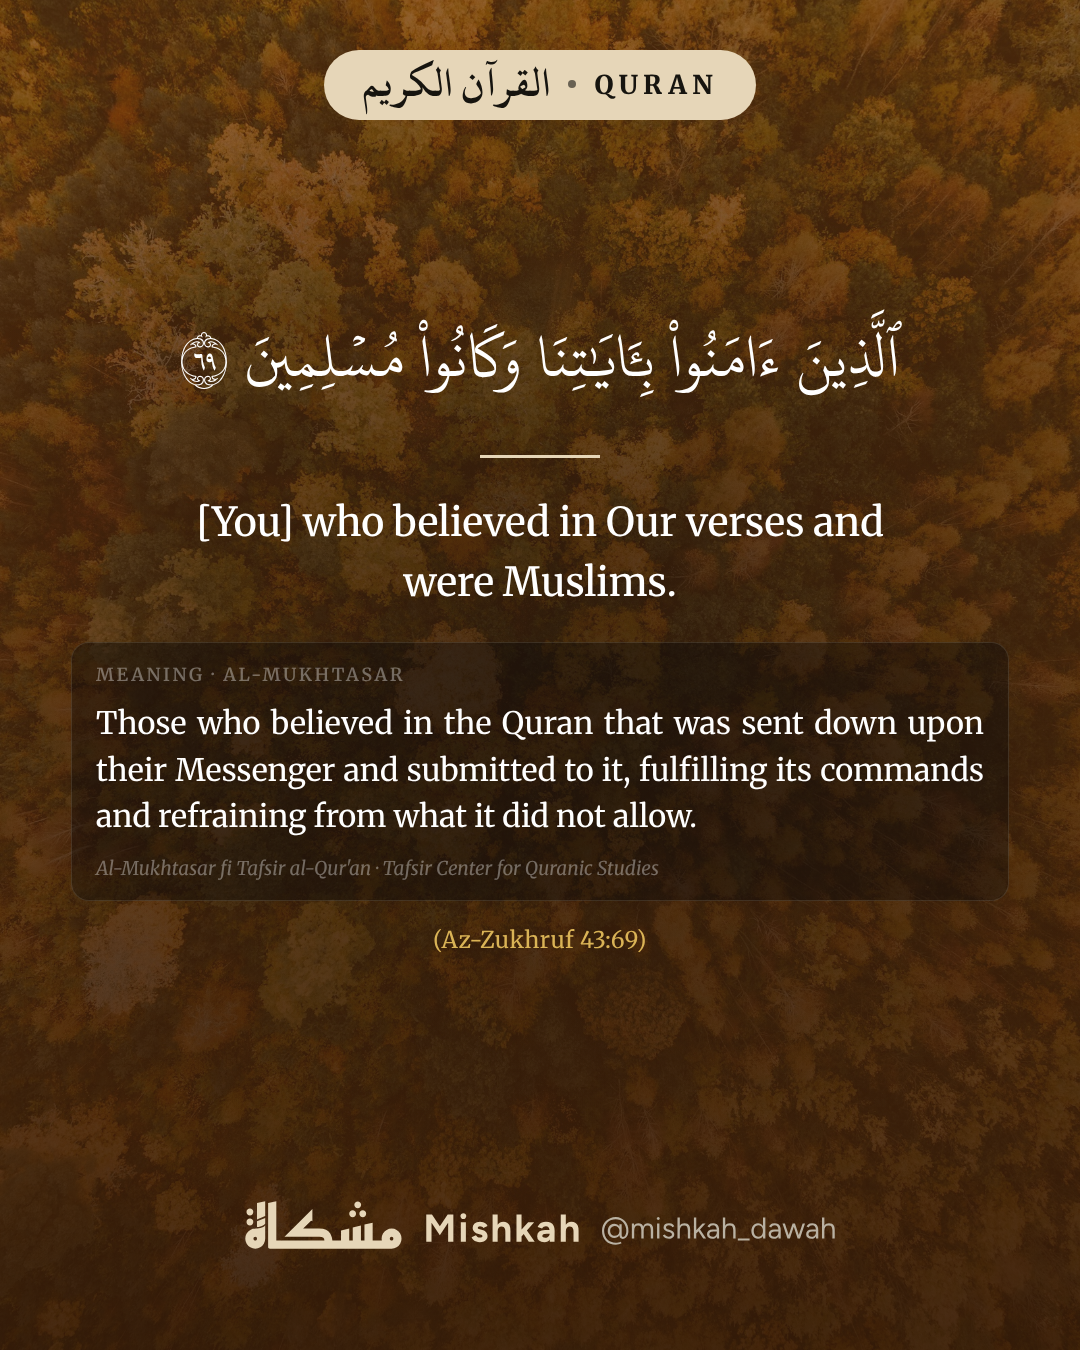 القرآن الكريم • QURAN
ٱلَّذِينَ ءَامَنُوا۟ بِـَٔايَـٰتِنَا وَكَانُوا۟ مُسْلِمِينَ ٦٩
[You] who believed in Our verses and
were Muslims.
MEANING · AL-MUKHTASAR
Those who believed in the Quran that was sent down upon
their Messenger and submitted to it, fulfilling its commands
and refraining from what it did not allow.
Al-Mukhtasar fi Tafsir al-Qur'an · Tafsir Center for Quranic Studies
(Az-Zukhruf 43:69)
مشكاة Mishkah @mishkah_dawah